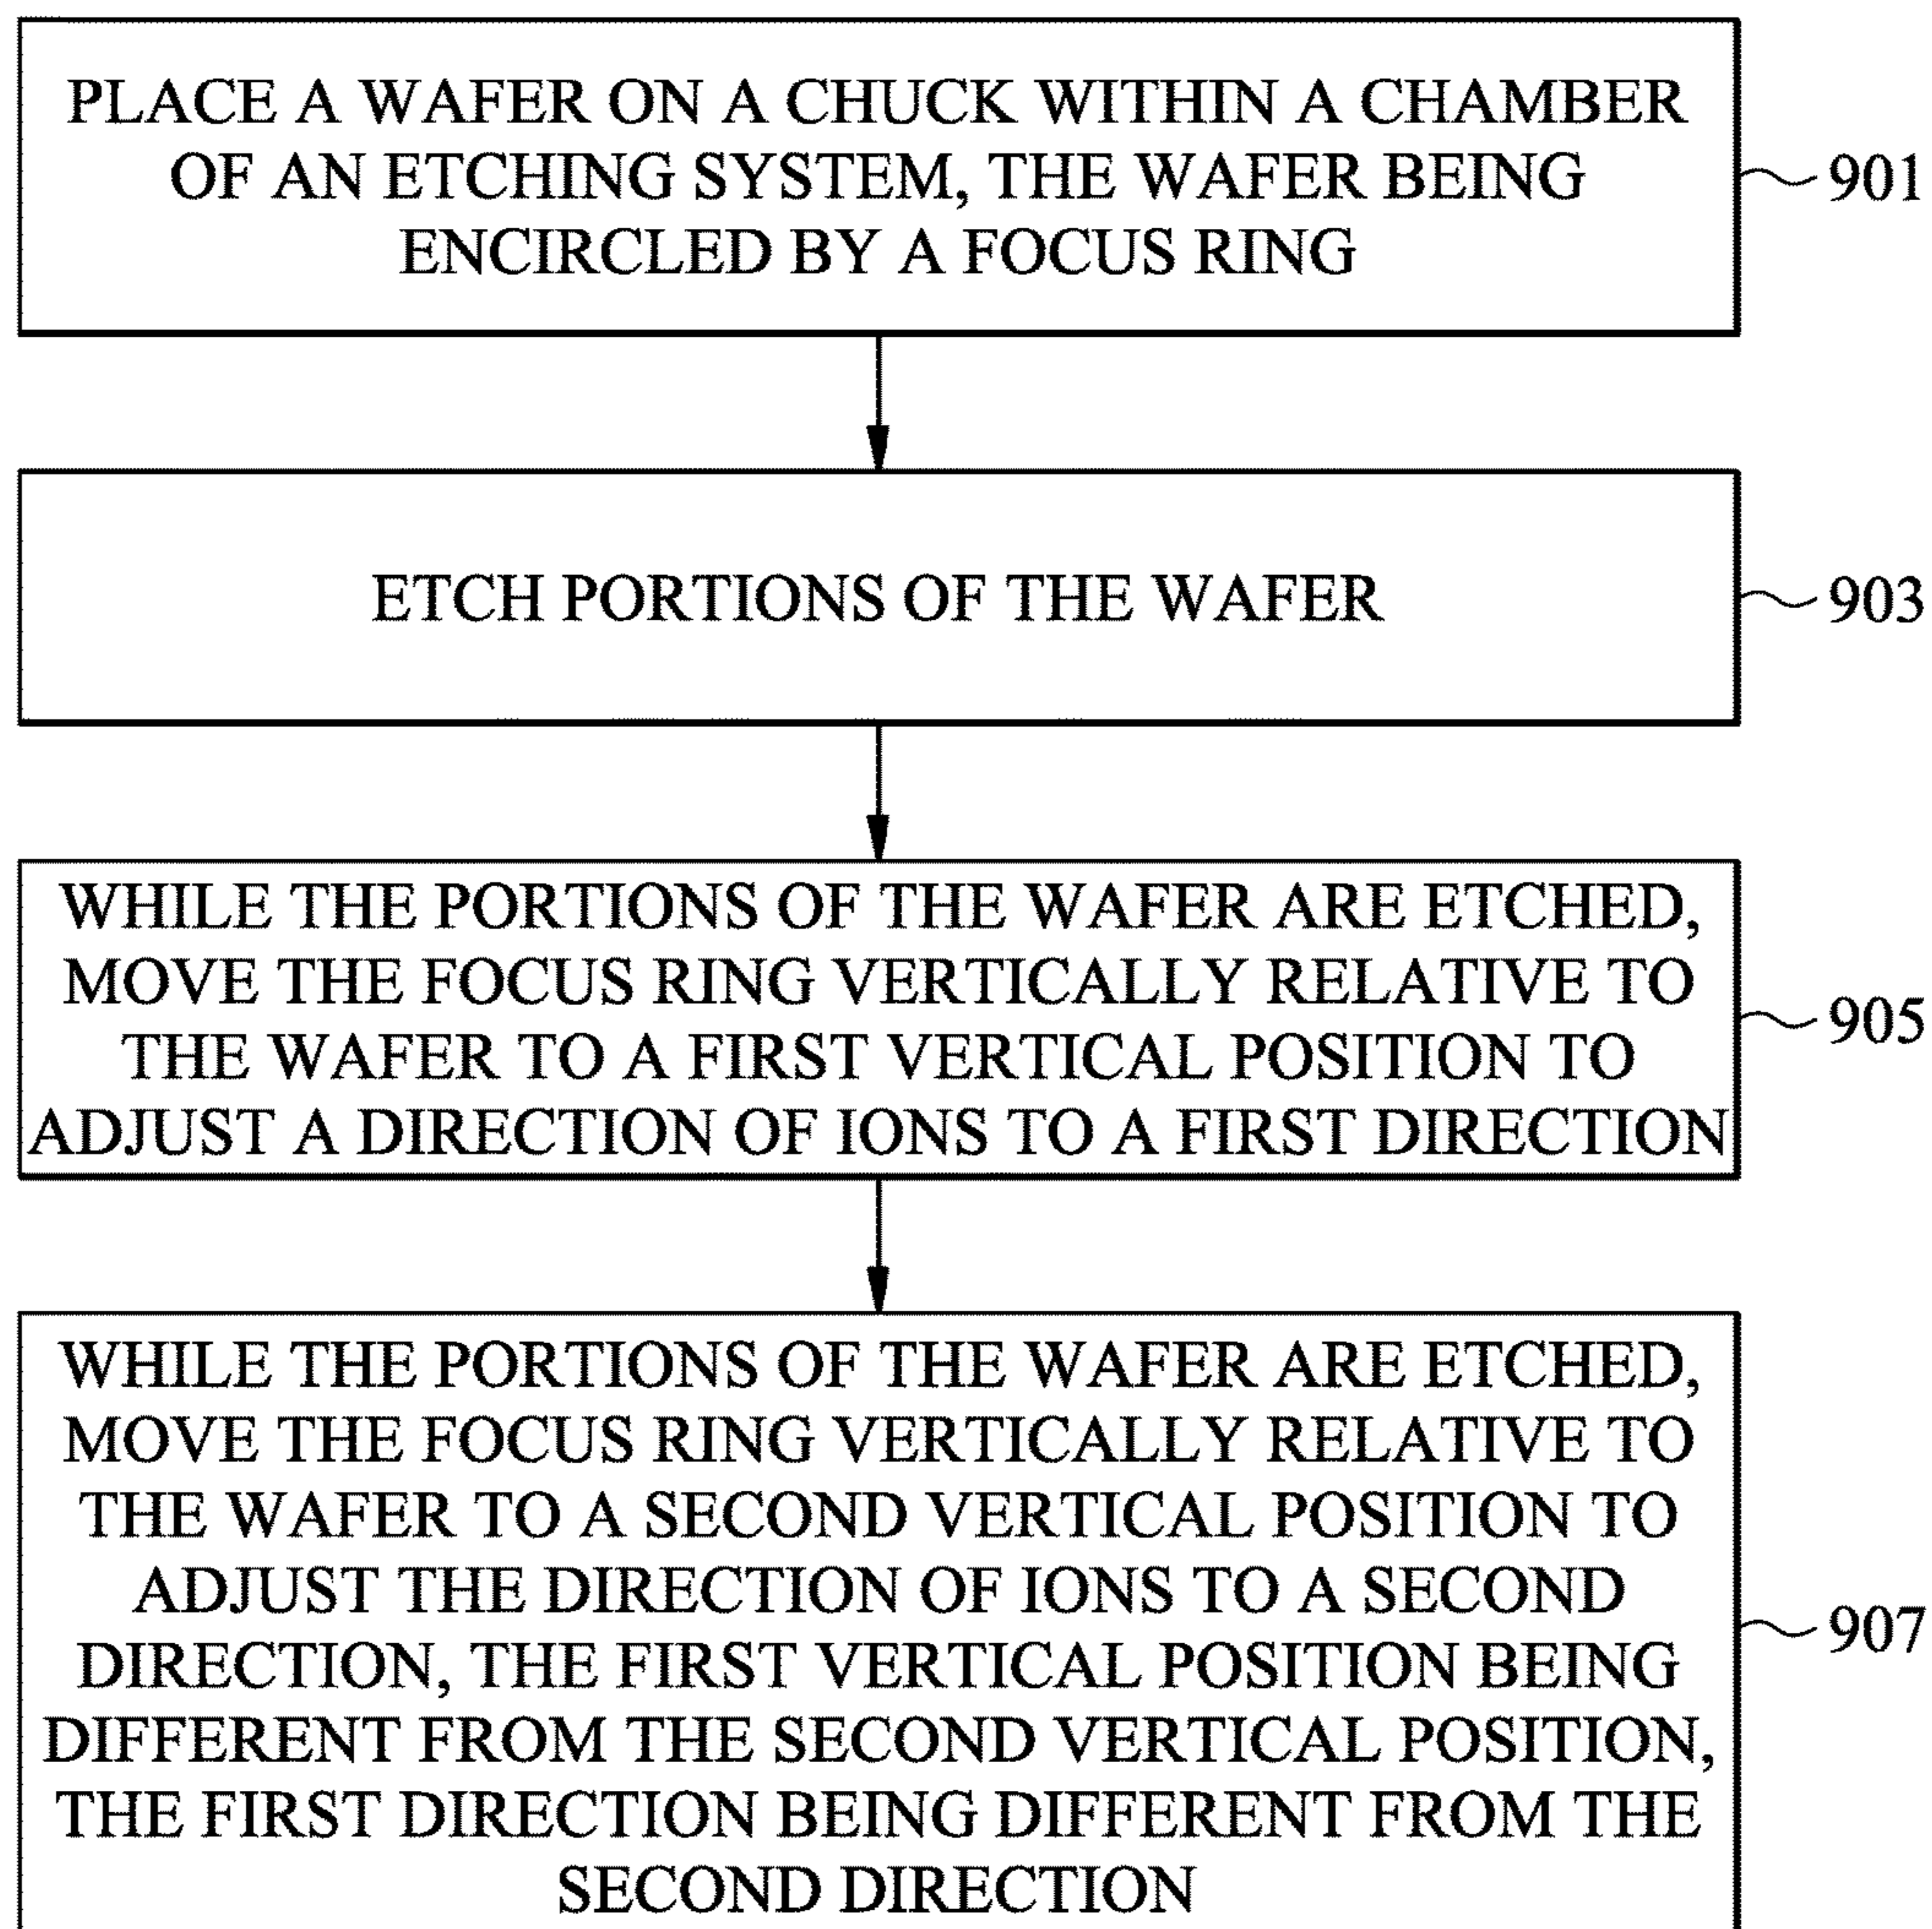 PLACE A WAFER ON A CHUCK WITHIN A CHAMBER
OF AN ETCHING SYSTEM, THE WAFER BEING
ENCIRCLED BY A FOCUS RING
901
ETCH PORTIONS OF THE WAFER
903
WHILE THE PORTIONS OF THE WAFER ARE ETCHED,
MOVE THE FOCUS RING VERTICALLY RELATIVE TO
THE WAFER TO A FIRST VERTICAL POSITION TO
ADJUST A DIRECTION OF IONS TO A FIRST DIRECTION
905
WHILE THE PORTIONS OF THE WAFER ARE ETCHED,
MOVE THE FOCUS RING VERTICALLY RELATIVE TO
THE WAFER TO A SECOND VERTICAL POSITION TO
ADJUST THE DIRECTION OF IONS TO A SECOND
DIRECTION, THE FIRST VERTICAL POSITION BEING
DIFFERENT FROM THE SECOND VERTICAL POSITION,
THE FIRST DIRECTION BEING DIFFERENT FROM THE
SECOND DIRECTION
907